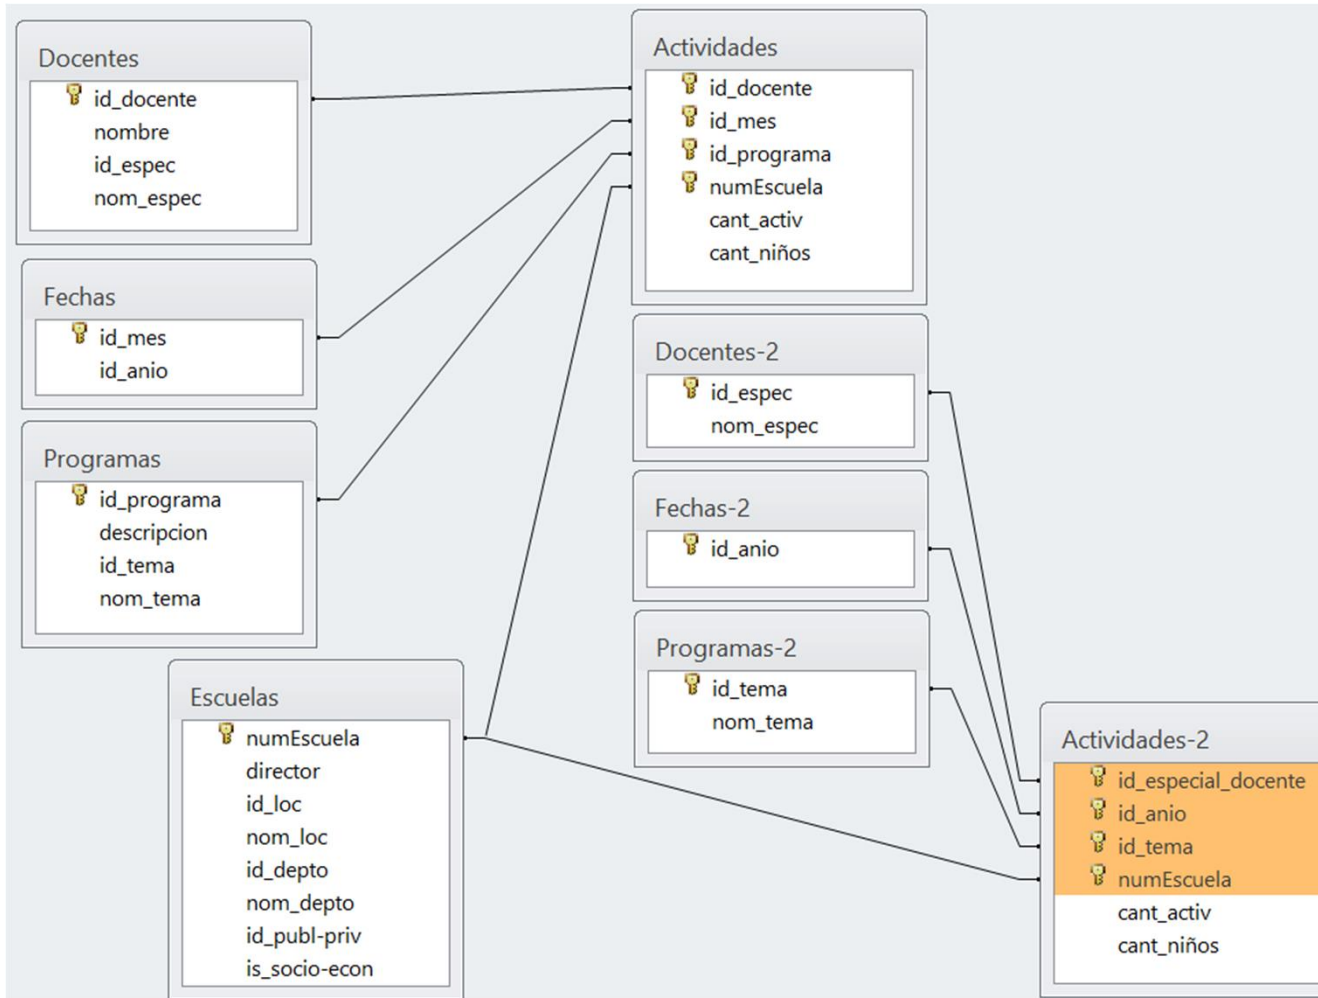 Docentes
id_docente
nombre
id_espec
nom_espec
Fechas
id_mes
id_anio
Programas
id_programa
descripcion
id_tema
nom_tema
Escuelas
numEscuela
director
id_loc
nom_loc
id_depto
nom_depto
id_publ-priv
is_socio-econ
Actividades
id_docente
id_mes
id_programa
numEscuela
cant_activ
cant_niños
Docentes-2
id_espec
nom_espec
Fechas-2
id_anio
Programas-2
id_tema
nom_tema
Actividades-2
id_especial_docente
id_anio
id_tema
numEscuela
cant_activ
cant_niños